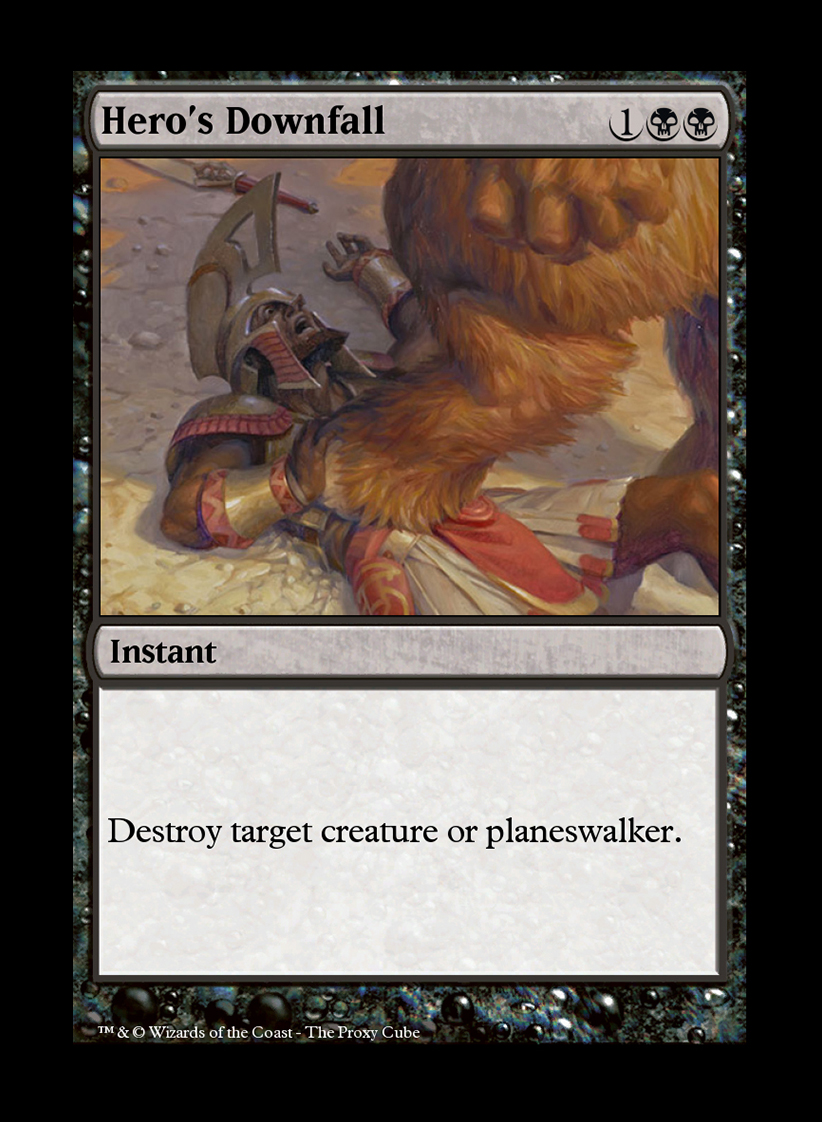 Hero's Downfall 1
Instant
Destroy target creature or planeswalker.
™ & © Wizards of the Coast - The Proxy Cube